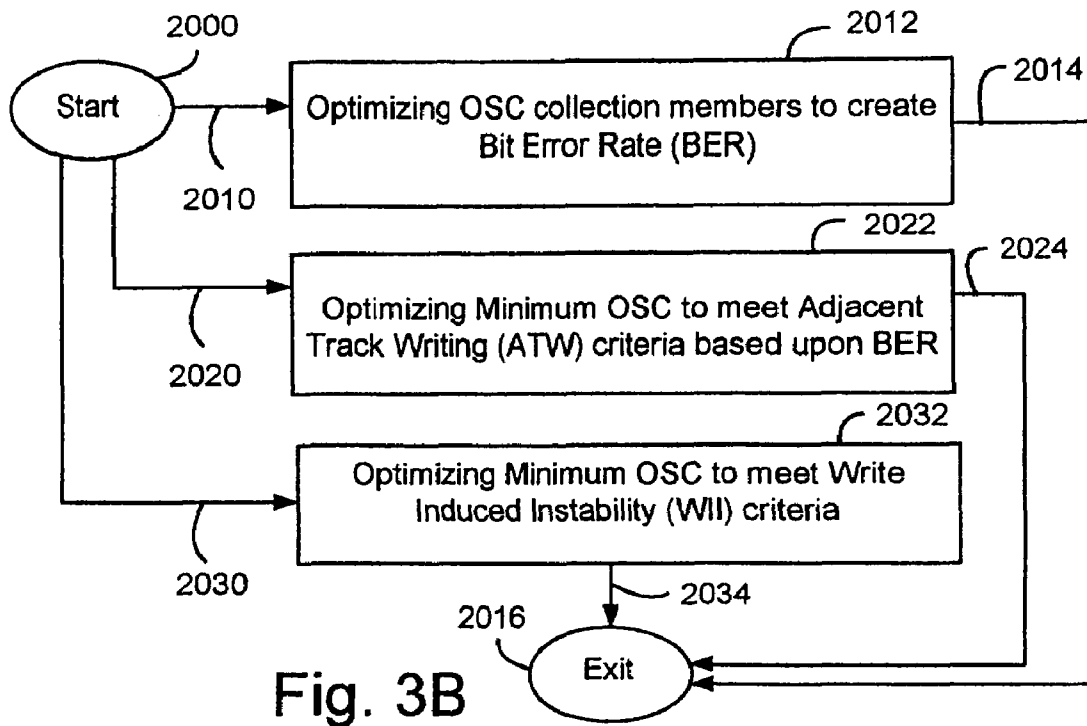 2000
2012
2014
Start
Optimizing OSC collection members to create
Bit Error Rate (BER)
2010
2022
2024
Optimizing Minimum OSC to meet Adjacent
Track Writing (ATW) criteria based upon BER
2020
2032
Optimizing Minimum OSC to meet Write
Induced Instability (WII) criteria
2030
2034
2016
Exit
Fig. 3B